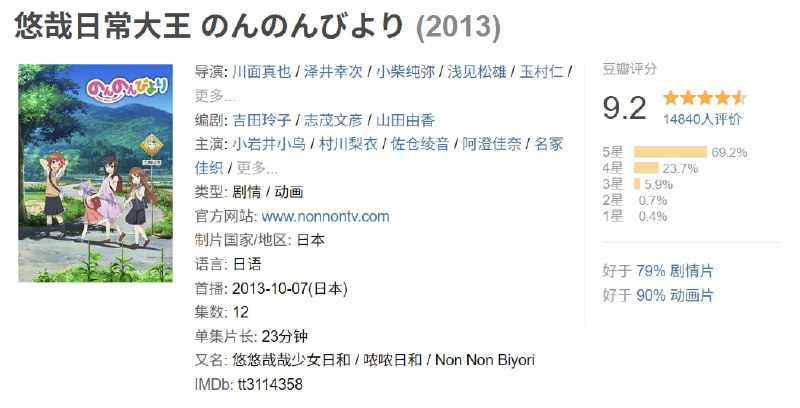 悠哉日常大王 のんのんびより (2013)
のんのんびより
导演: 川面真也 / 泽井幸次 / 小柴纯弥 / 浅见松雄 / 玉村仁 /
更多...
编剧: 吉田玲子 / 志茂文彦 / 山田由香
主演: 小岩井小鸟 / 村川梨衣 / 佐仓绫音 / 阿澄佳奈 / 名冢
佳织 / 更多...
类型: 剧情 / 动画
官方网站: www.nonnontv.com
制片国家/地区: 日本
语言: 日语
首播: 2013-10-07(日本)
集数: 12
单集片长: 23分钟
又名: 悠悠哉哉少女日和 / 哝哝日和 / Non Non Biyori
IMDb: tt3114358
豆瓣评分
9.2
14840人评价
5星 69.2%
4星 23.7%
3星 5.9%
2星 0.7%
1星 0.4%
好于 79% 剧情片
好于 90% 动画片